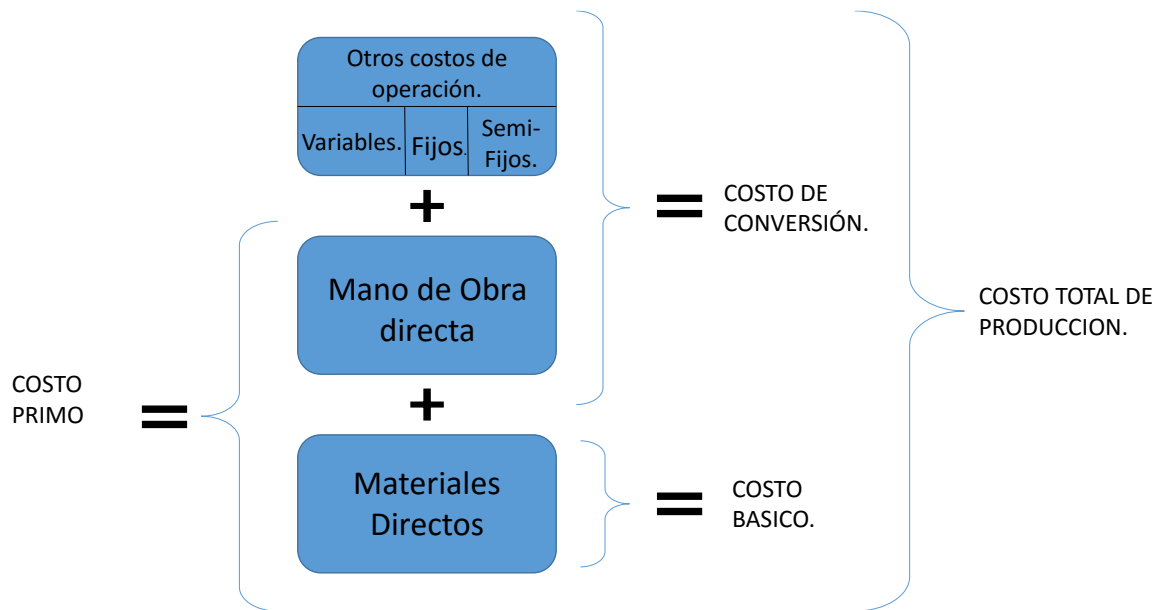 Otros costos de
operación.
Variables.
Fijos.
Semi-
Fijos.
+
=
COSTO DE
CONVERSIÓN.
Mano de Obra
directa
COSTO TOTAL DE
PRODUCCION.
COSTO
PRIMO
=
+
Materiales
Directos
=
COSTO
BASICO.